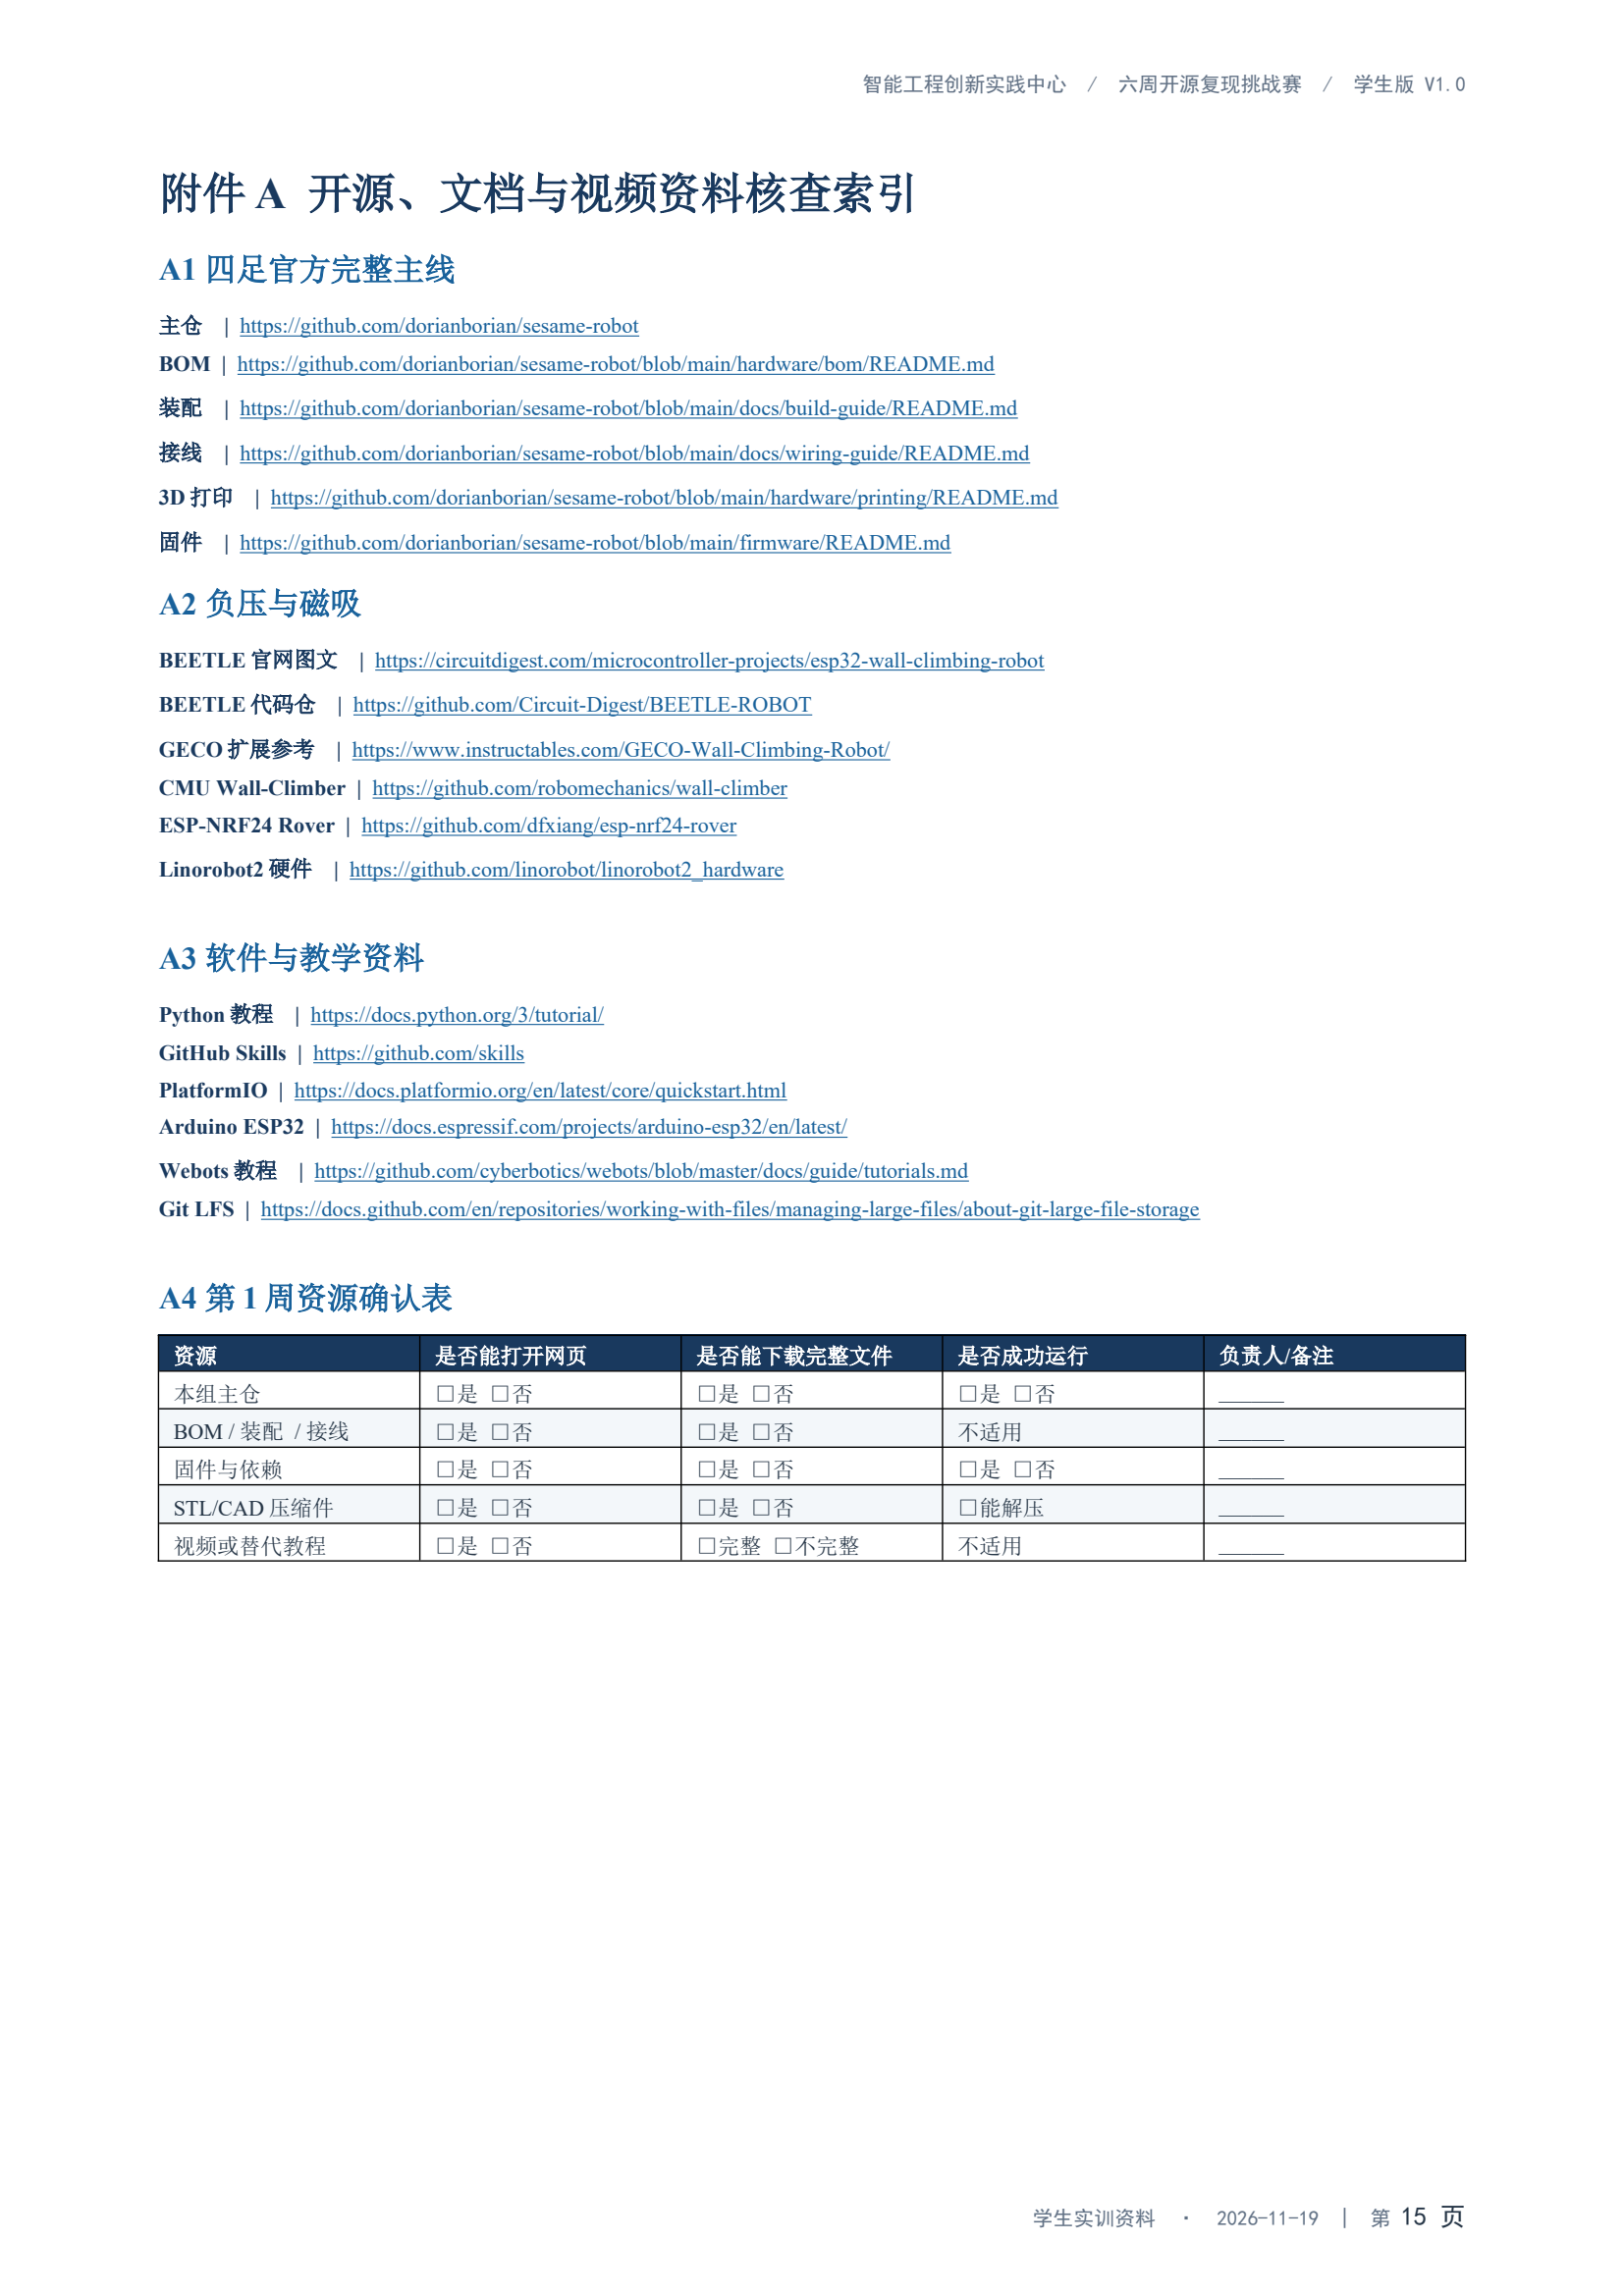 智能工程创新实践中心 / 六周开源复现挑战赛 / 学生版 V1.0
附件 A 开源、文档与视频资料核查索引
A1 四足官方完整主线
主仓 | https://github.com/dorianborian/sesame-robot
BOM | https://github.com/dorianborian/sesame-robot/blob/main/hardware/bom/README.md
装配 | https://github.com/dorianborian/sesame-robot/blob/main/docs/build-guide/README.md
接线 | https://github.com/dorianborian/sesame-robot/blob/main/docs/wiring-guide/README.md
3D 打印 | https://github.com/dorianborian/sesame-robot/blob/main/hardware/printing/README.md
固件 | https://github.com/dorianborian/sesame-robot/blob/main/firmware/README.md
A2 负压与磁吸
BEETLE 官网图文 | https://circuitdigest.com/microcontroller-projects/esp32-wall-climbing-robot
BEETLE 代码仓 | https://github.com/Circuit-Digest/BEETLE-ROBOT
GECO 扩展参考 | https://www.instructables.com/GECO-Wall-Climbing-Robot/
CMU Wall-Climber | https://github.com/robomechanics/wall-climber
ESP-NRF24 Rover | https://github.com/dfxiang/esp-nrf24-rover
Linorobot2 硬件 | https://github.com/linorobot/linorobot2_hardware
A3 软件与教学资料
Python 教程 | https://docs.python.org/3/tutorial/
GitHub Skills | https://github.com/skills
PlatformIO | https://docs.platformio.org/en/latest/core/quickstart.html
Arduino ESP32 | https://docs.espressif.com/projects/arduino-esp32/en/latest/
Webots 教程 | https://github.com/cyberbotics/webots/blob/master/docs/guide/tutorials.md
Git LFS | https://docs.github.com/en/repositories/working-with-files/managing-large-files/about-git-large-file-storage
A4 第 1 周资源确认表
资源 是否能打开网页 是否能下载完整文件 是否成功运行 负责人/备注
本组主仓 ☐是 ☐否 ☐是 ☐否 ☐是 ☐否 ______
BOM / 装配 / 接线 ☐是 ☐否 ☐是 ☐否 不适用 ______
固件与依赖 ☐是 ☐否 ☐是 ☐否 ☐是 ☐否 ______
STL/CAD 压缩件 ☐是 ☐否 ☐是 ☐否 ☐能解压 ______
视频或替代教程 ☐是 ☐否 ☐完整 ☐不完整 不适用 ______
学生实训资料 · 2026-11-19 | 第 15 页